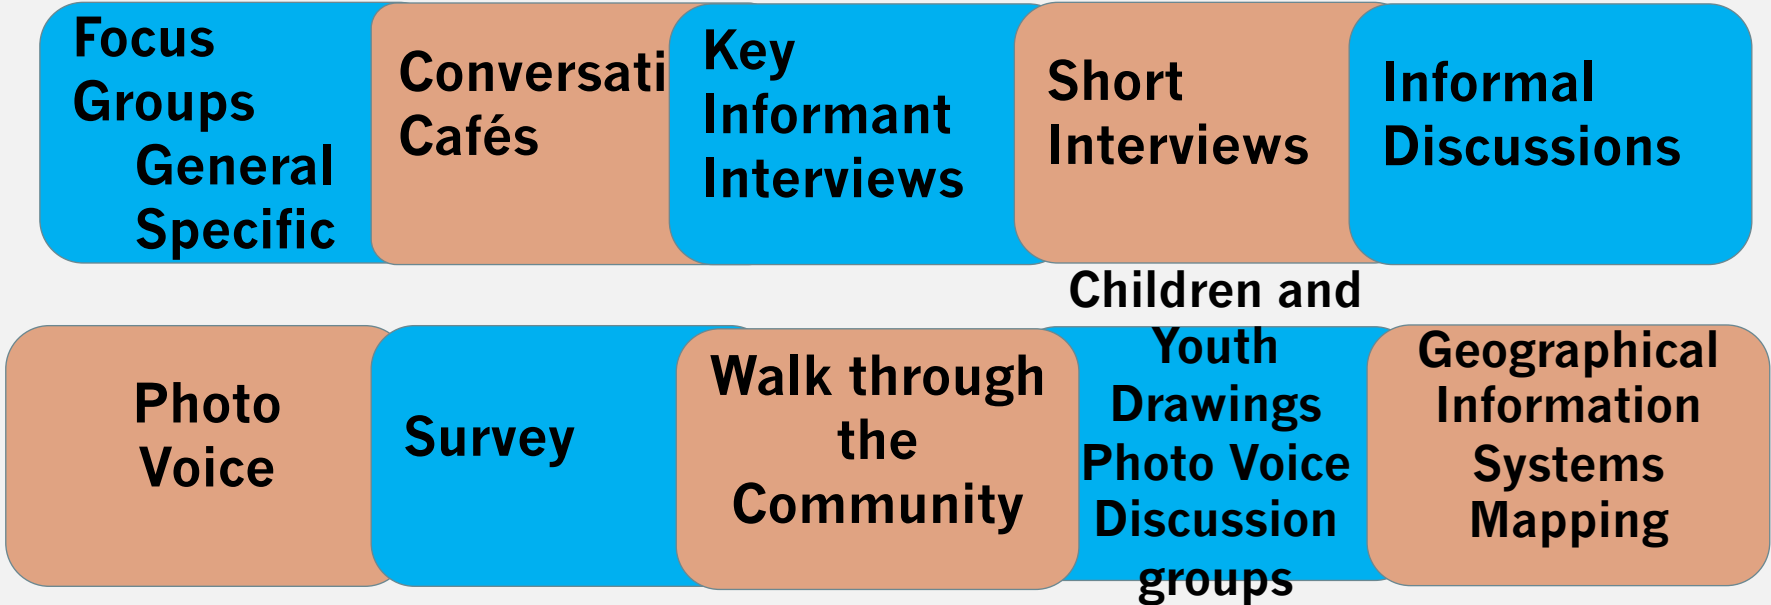 Focus
Groups
General
Specific
Conversati
Cafés
Key
Informant
Interviews
Short
Interviews
Informal
Discussions
Photo
Voice
Survey
Walk through
the
Community
Children and
Youth
Drawings
Photo Voice
Discussion
groups
Geographical
Information
Systems
Mapping